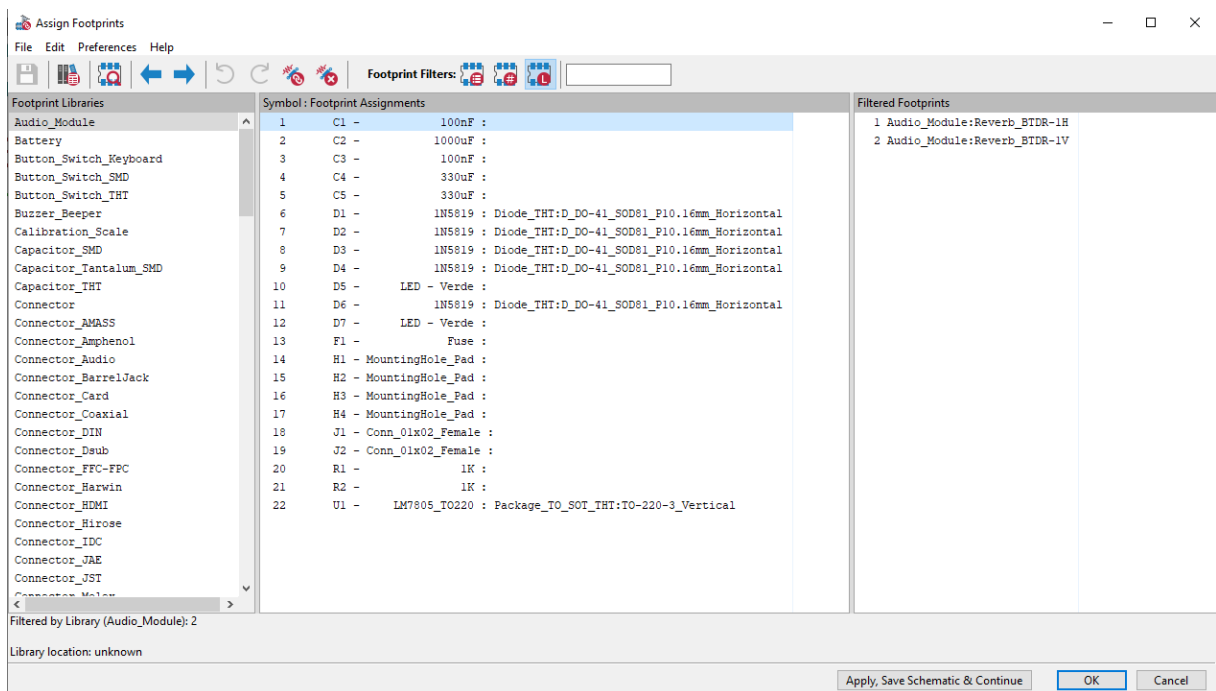 Assign Footprints
File Edit Preferences Help
Footprint Filters:
Footprint Libraries
Audio_Module
Battery
Button_Switch_Keyboard
Button_Switch_SMD
Button_Switch_THT
Buzzer_Beeper
Calibration_Scale
Capacitor_SMD
Capacitor_Tantalum_SMD
Capacitor_THT
Connector
Connector_AMASS
Connector_Amphenol
Connector_Audio
Connector_BarrelJack
Connector_Card
Connector_Coaxial
Connector_DIN
Connector_Dsub
Connector_FFC-FPC
Connector_Harwin
Connector_HDMI
Connector_Hirose
Connector_IDC
Connector_JAE
Connector_JST
Symbol : Footprint Assignments
1 C1 - 100nF :
2 C2 - 1000uF :
3 C3 - 100nF :
4 C4 - 330uF :
5 C5 - 330uF :
6 D1 - 1N5819 : Diode_THT:D_DO-41_SOD81_P10.16mm_Horizontal
7 D2 - 1N5819 : Diode_THT:D_DO-41_SOD81_P10.16mm_Horizontal
8 D3 - 1N5819 : Diode_THT:D_DO-41_SOD81_P10.16mm_Horizontal
9 D4 - 1N5819 : Diode_THT:D_DO-41_SOD81_P10.16mm_Horizontal
10 D5 - LED - Verde :
11 D6 - 1N5819 : Diode_THT:D_DO-41_SOD81_P10.16mm_Horizontal
12 D7 - LED - Verde :
13 F1 - Fuse :
14 H1 - MountingHole_Pad :
15 H2 - MountingHole_Pad :
16 H3 - MountingHole_Pad :
17 H4 - MountingHole_Pad :
18 J1 - Conn_01x02_Female :
19 J2 - Conn_01x02_Female :
20 R1 - 1K :
21 R2 - 1K :
22 U1 - LM7805_TO220 : Package_TO_SOT_THT:TO-220-3_Vertical
Filtered Footprints
1 Audio_Module:Reverb_BTDR-1H
2 Audio_Module:Reverb_BTDR-1V
Filtered by Library (Audio_Module): 2
Library location: unknown
Apply, Save Schematic & Continue
OK
Cancel